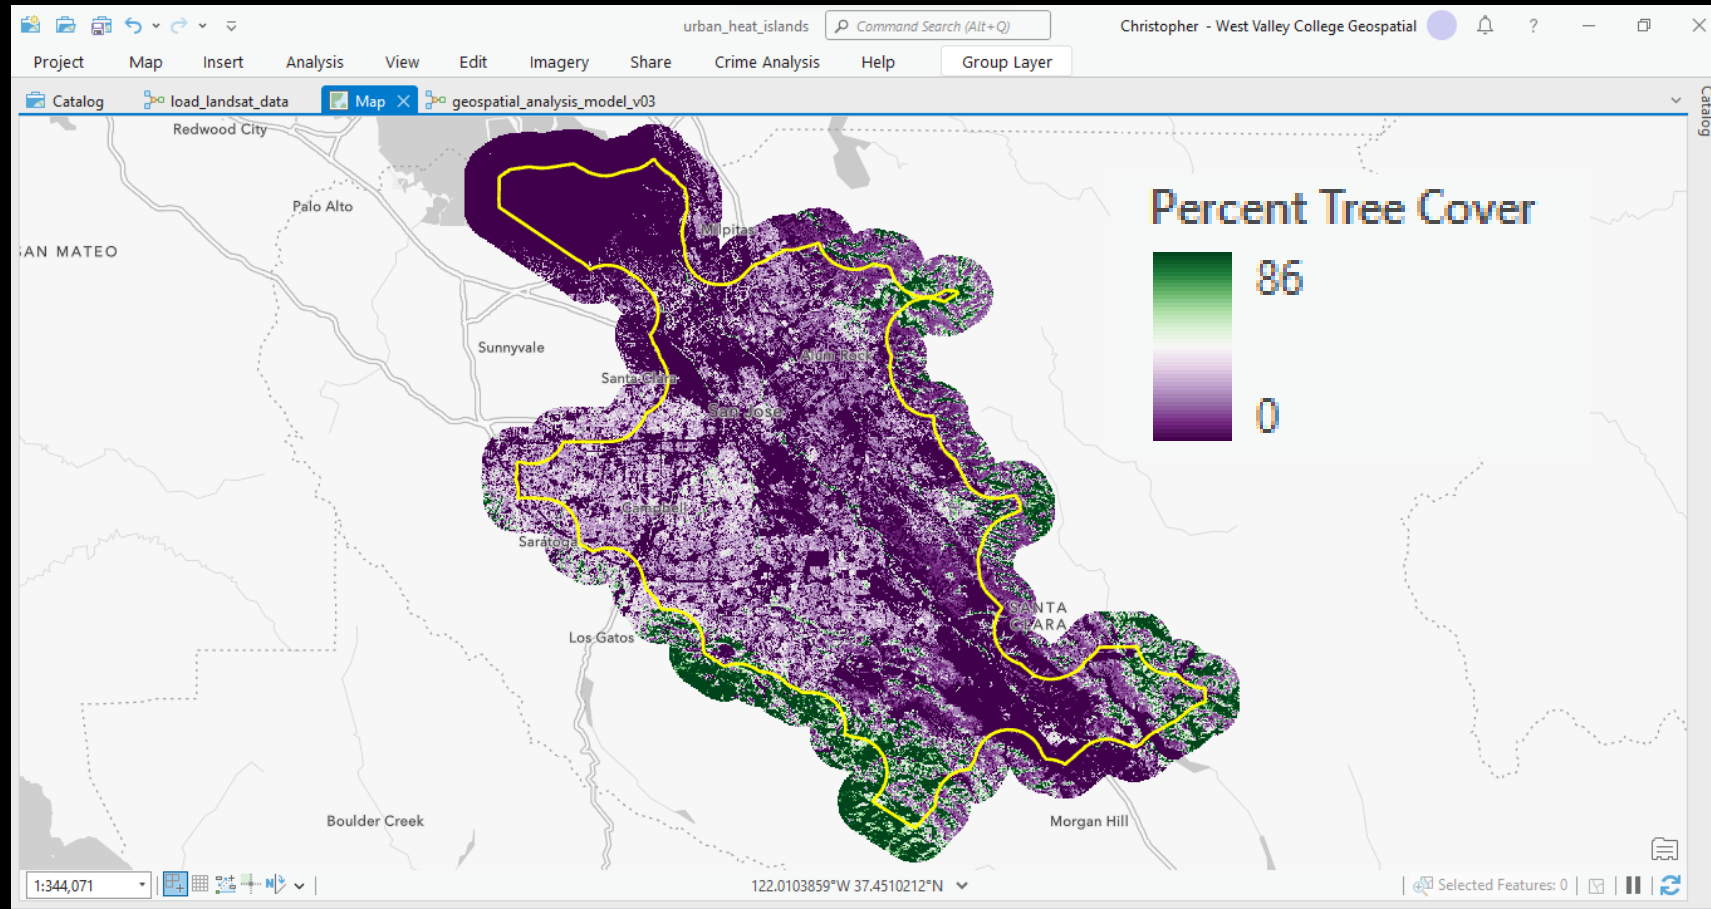 urban_heat_islands
Command Search (Alt+Q)
Christopher - West Valley College Geospatial
?
Project Map Insert Analysis View Edit Imagery Share Crime Analysis Help Group Layer
Catalog load_landsat_data Map geospatial_analysis_model_v03
Catalog
Redwood City
Palo Alto
Milpitas
SAN MATEO
Sunnyvale
Alum Rock
Santa Clara
San Jose
Campbell
Saratoga
SANTA
CLARA
Los Gatos
Boulder Creek
Morgan Hill
Percent Tree Cover
86
0
1:344,071
N
122.0103859°W 37.4510212°N
Selected Features: 0